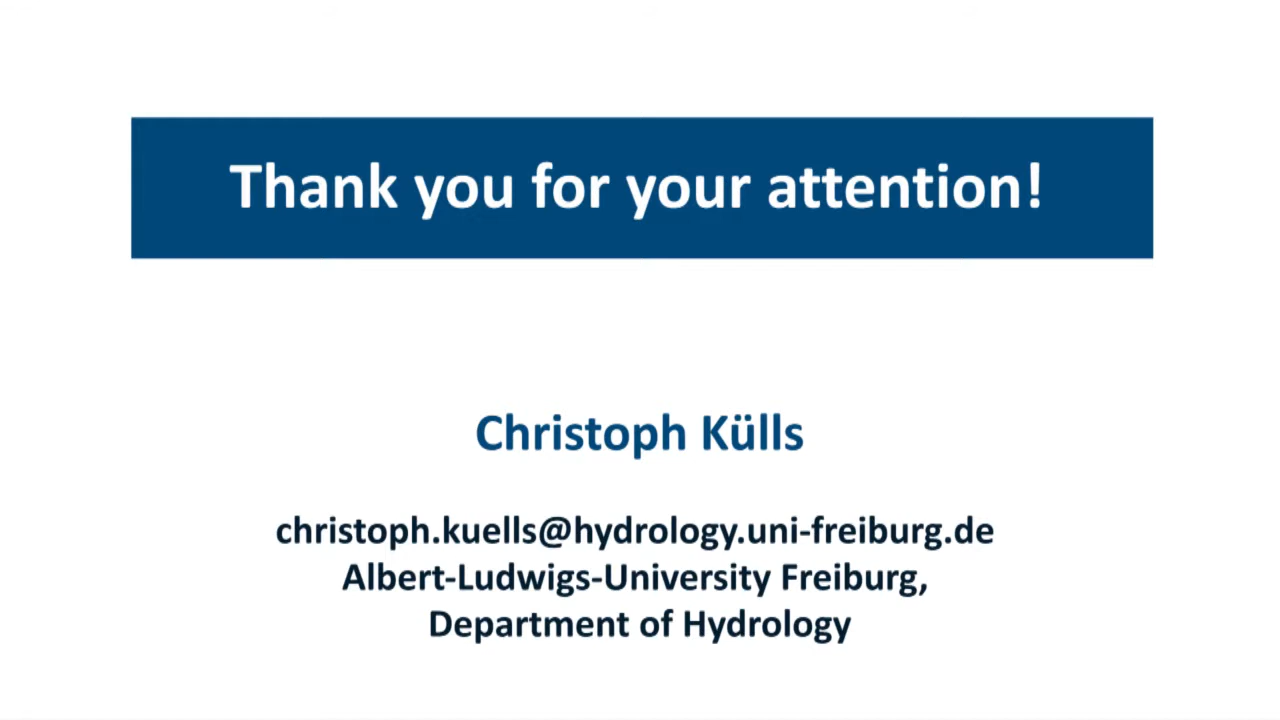 Thank you for your attention!
Christoph Külls
christoph.kuells@hydrology.uni-freiburg.de
Albert-Ludwigs-University Freiburg,
Department of Hydrology